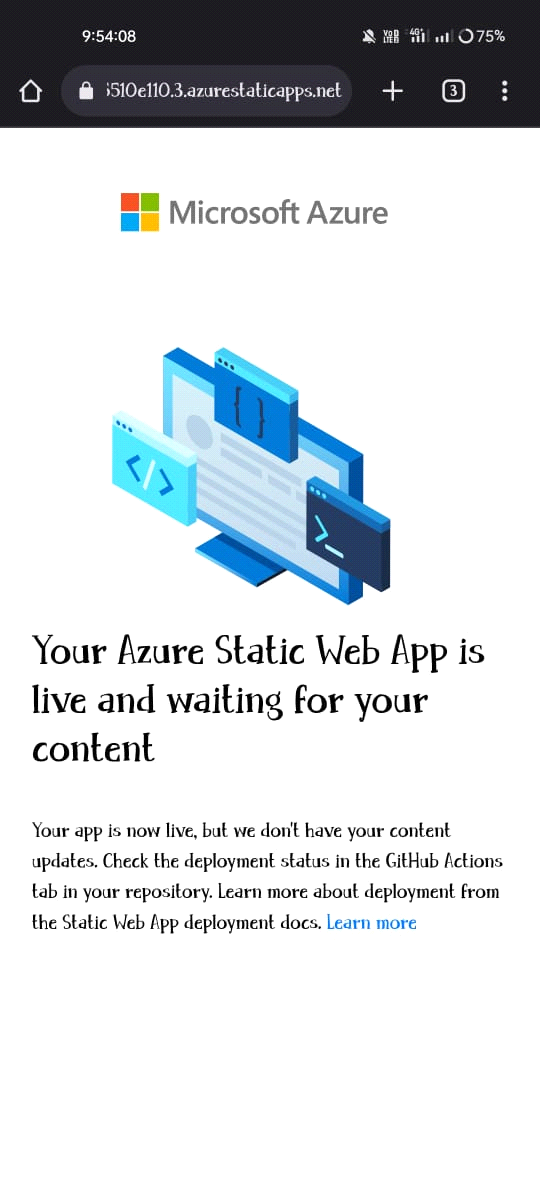 9:54:08
VoD LTE 4G+ 75%
510e110.3.azurestaticapps.net
3
Microsoft Azure
{ }
</>
>_
Your Azure Static Web App is
live and waiting for your
content
Your app is now live, but we don't have your content
updates. Check the deployment status in the GitHub Actions
tab in your repository. Learn more about deployment from
the Static Web App deployment docs. Learn more